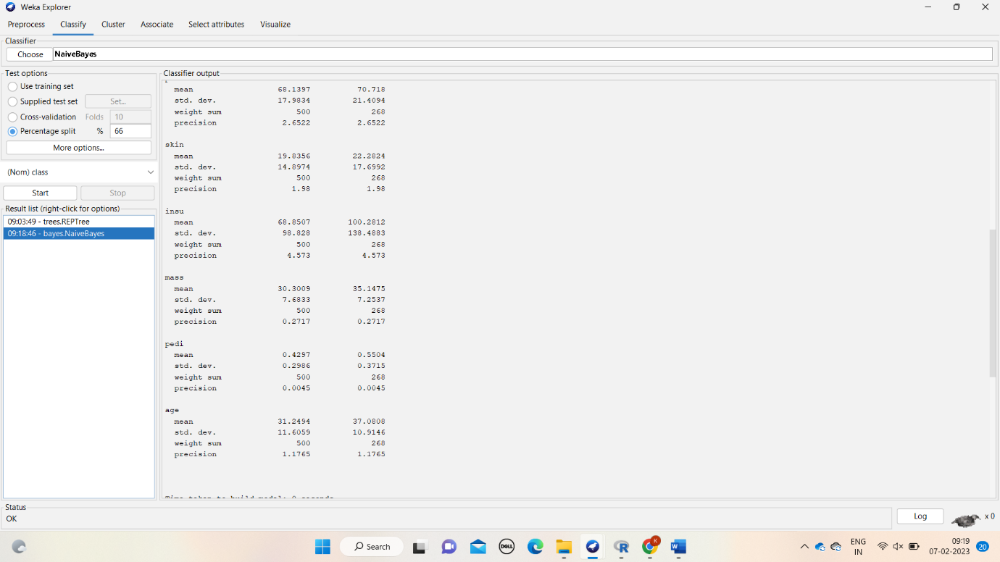 Weka Explorer
Preprocess Classify Cluster Associate Select attributes Visualize
Classifier
Choose NaiveBayes
Test options
Use training set
Supplied test set Set...
Cross-validation Folds 10
Percentage split % 66
More options...
(Nom) class
Start Stop
Result list (right-click for options)
09:03:49 - trees.REPTree
09:18:46 - bayes.NaiveBayes
Classifier output
mean 68.1397 70.718
std. dev. 17.9834 21.4094
weight sum 500 268
precision 2.6522 2.6522
skin
mean 19.8356 22.2824
std. dev. 14.8974 17.6992
weight sum 500 268
precision 1.98 1.98
insu
mean 68.8507 100.2812
std. dev. 98.828 138.4883
weight sum 500 268
precision 4.573 4.573
mass
mean 30.3009 35.1475
std. dev. 7.6833 7.2537
weight sum 500 268
precision 0.2717 0.2717
pedi
mean 0.4297 0.5504
std. dev. 0.2986 0.3715
weight sum 500 268
precision 0.0045 0.0045
age
mean 31.2494 37.0808
std. dev. 11.6059 10.9146
weight sum 500 268
precision 1.1765 1.1765
Time taken to build model: 0 seconds
Status
OK
Log x 0
Search
DELL
R
K
W
ENG
IN
09:19
07-02-2023
20